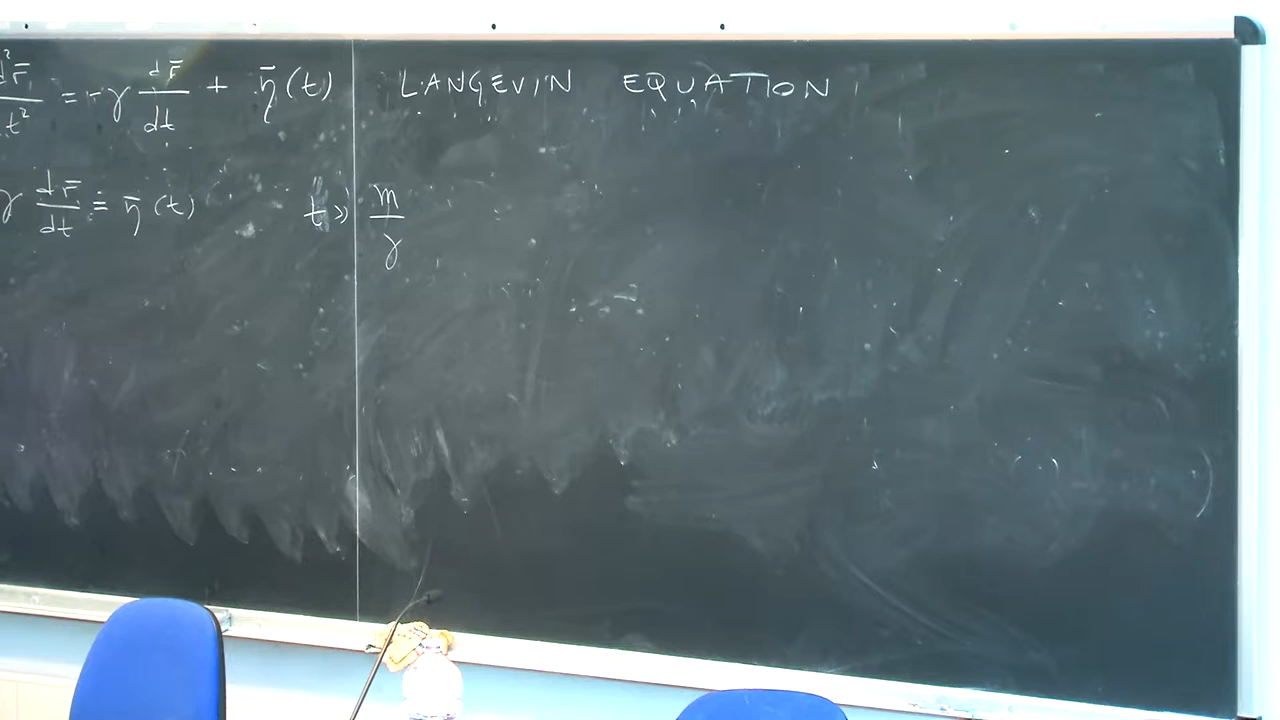 d²r̄/dt² = -γ dr̄/dt + η̄(t) LANGEVIN EQUATION
γ dr̄/dt = η̄(t) t >> m/γ